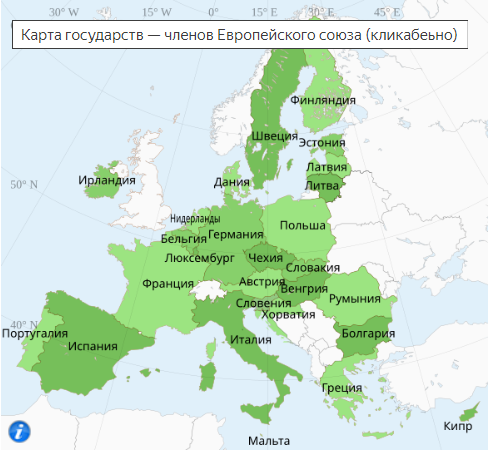 30° W
15° W
0°
15° E
30° E
45° E
Карта государств — членов Европейского союза (кликабеьно)
Финляндия
Швеция
Эстония
Латвия
Литва
Ирландия
Дания
50° N
Нидерланды
Польша
Бельгия
Германия
Люксембург
Чехия
Словакия
Франция
Австрия
Венгрия
Румыния
Словения
Хорватия
40° N
Португалия
Испания
Италия
Болгария
Греция
Кипр
Мальта